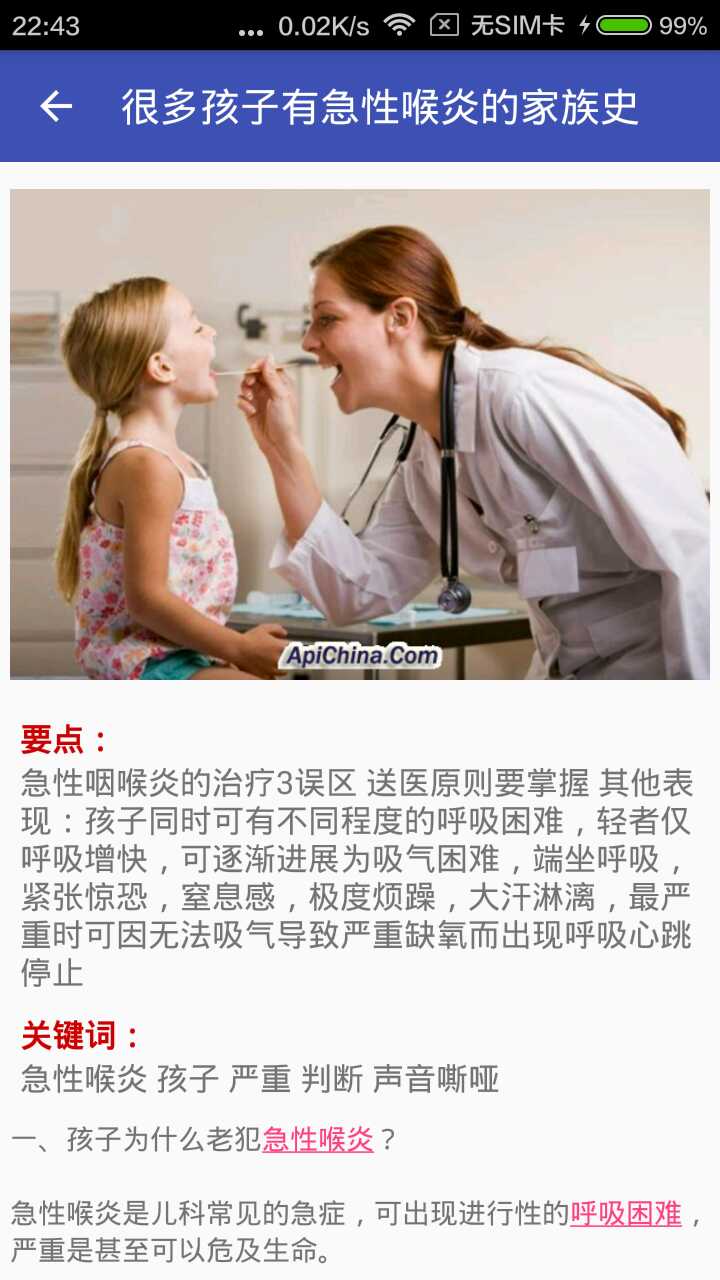 22:43 ... 0.02K/s 无SIM卡 99%
很多孩子有急性喉炎的家族史
ApiChina.Com
要点：
急性咽喉炎的治疗3误区 送医原则要掌握 其他表
现：孩子同时可有不同程度的呼吸困难，轻者仅
呼吸增快，可逐渐进展为吸气困难，端坐呼吸，
紧张惊恐，窒息感，极度烦躁，大汗淋漓，最严
重时可因无法吸气导致严重缺氧而出现呼吸心跳
停止
关键词：
急性喉炎 孩子 严重 判断 声音嘶哑
一、孩子为什么老犯急性喉炎？
急性喉炎是儿科常见的急症，可出现进行性的呼吸困难，
严重是甚至可以危及生命。